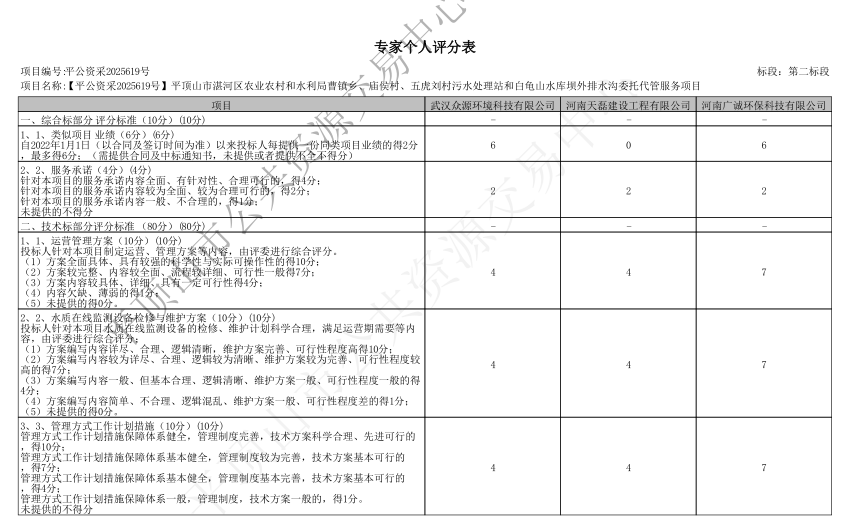 专家个人评分表
项目编号:平公资采2025619号
标段：第二标段
项目名称:【平公资采2025619号】平顶山市湛河区农业农村和水利局曹镇乡、庙侯村、五虎刘村污水处理站和白龟山水库坝外排水沟委托代管服务项目
项目 武汉众源环境科技有限公司 河南天磊建设工程有限公司 河南广诚环保科技有限公司
一、综合标部分评分标准（10分）(10分) — — —
1、1、类似项目业绩（6分）(6分)
自2022年1月1日（以合同及签订时间为准）以来投标人每提供一份同类项目业绩的得2分
，最多得6分；（需提供合同及中标通知书，未提供或者提供不全不得分）
6 0 6
2、2、服务承诺（4分）(4分)
针对本项目的服务承诺内容全面、有针对性、合理可行的，得4分；
针对本项目的服务承诺内容较为全面、较为合理可行的，得2分；
针对本项目的服务承诺内容一般、不合理的，得1分；
未提供的不得分
2 2 2
二、技术标部分评分标准 （80分）(80分) — — —
1、1、运营管理方案（10分）(10分)
投标人针对本项目制定运营、管理方案等内容，由评委进行综合评分。
（1）方案全面具体、具有较强的科学性与实际可操作性的得10分；
（2）方案较完整、内容较全面、流程较详细、可行性一般得7分；
（3）方案内容较具体、详细、具有一定可行性得4分；
（4）内容欠缺、薄弱的得1分；
（5）未提供的得0分。
4 4 7
2、2、水质在线监测设备检修与维护方案（10分）(10分)
投标人针对本项目水质在线监测设备的检修、维护计划科学合理，满足运营期需要等内
容，由评委进行综合评分；
（1）方案编写内容详尽、合理、逻辑清晰，维护方案完善、可行性程度高得10分；
（2）方案编写内容较为详尽、合理、逻辑较为清晰、维护方案较为完善、可行性程度较
高的得7分；
（3）方案编写内容一般、但基本合理、逻辑清晰、维护方案一般、可行性程度一般的得
4分；
（4）方案编写内容简单、不合理、逻辑混乱、维护方案一般、可行性程度差的得1分；
（5）未提供的得0分。
4 4 7
3、3、管理方式工作计划措施（10分）(10分)
管理方式工作计划措施保障体系健全，管理制度完善，技术方案科学合理、先进可行的
，得10分；
管理方式工作计划措施保障体系基本健全，管理制度较为完善，技术方案基本可行的
，得7分；
管理方式工作计划措施保障体系基本健全，管理制度基本完善，技术方案基本可行的
，得4分；
管理方式工作计划措施保障体系一般，管理制度，技术方案一般的，得1分。
未提供的不得分
4 4 7
平顶山市公共资源交易中心
平顶山市公共资源交易中